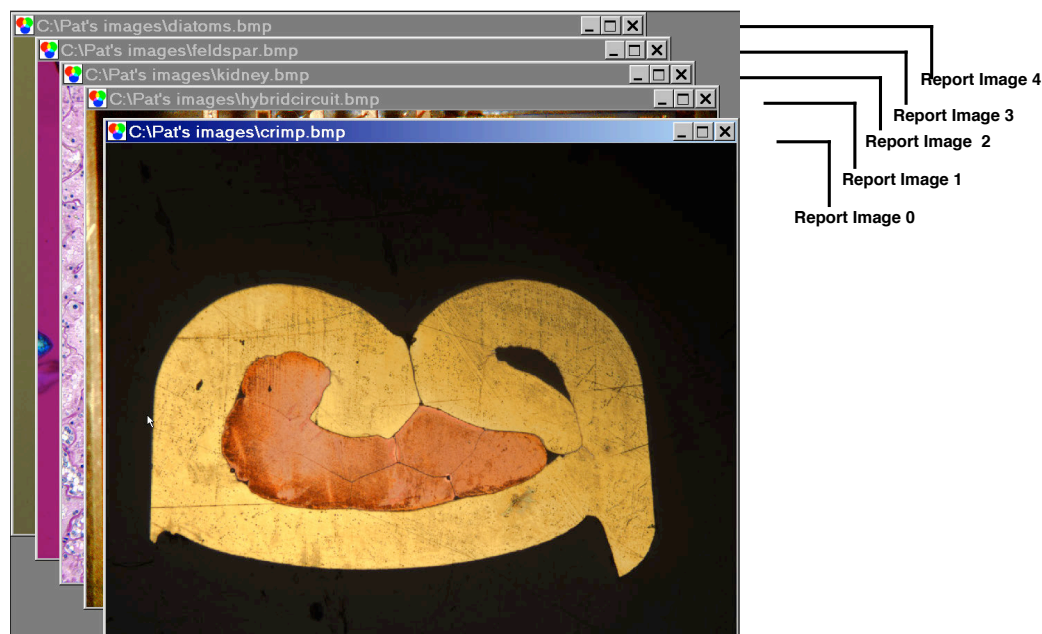 C:\Pat's images\diatoms.bmp
C:\Pat's images\feldspar.bmp
C:\Pat's images\kidney.bmp
C:\Pat's images\hybridcircuit.bmp
C:\Pat's images\crimp.bmp
Report Image 4
Report Image 3
Report Image  2
Report Image 1
Report Image 0